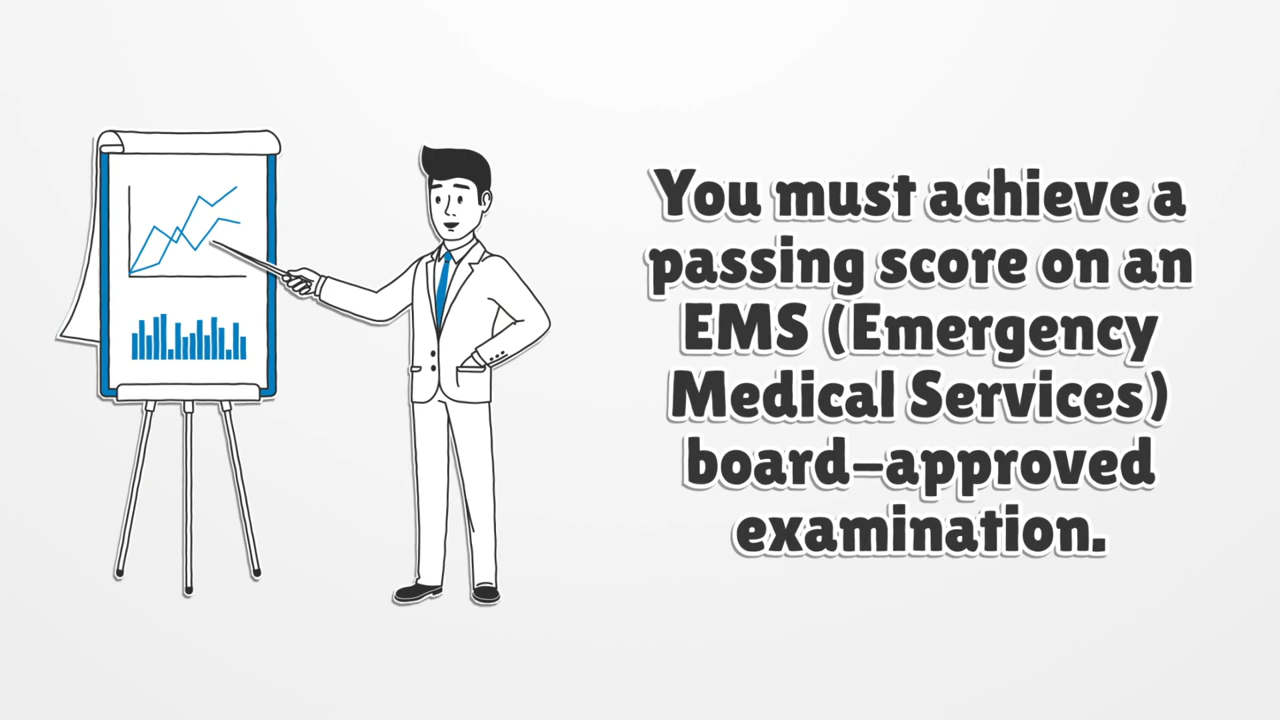 You must achieve a
passing score on an
EMS (Emergency
Medical Services)
board-approved
examination.